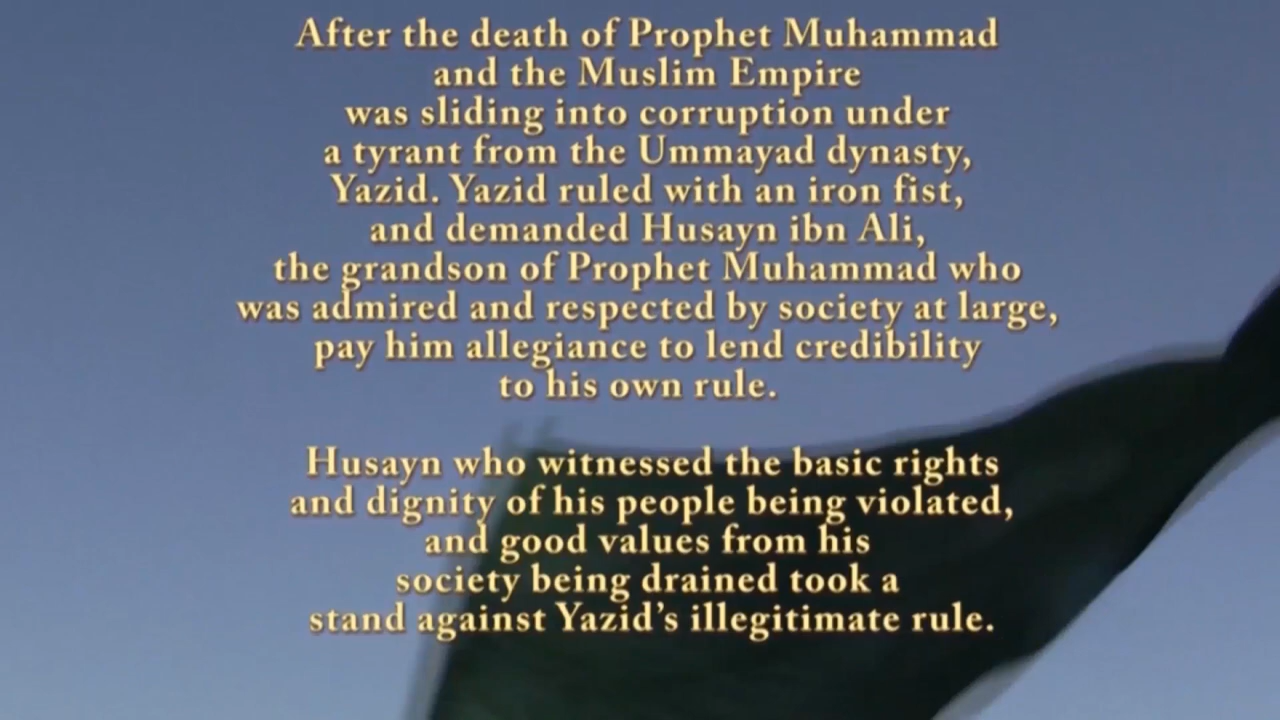 After the death of Prophet Muhammad
and the Muslim Empire
was sliding into corruption under
a tyrant from the Ummayad dynasty,
Yazid. Yazid ruled with an iron fist,
and demanded Husayn ibn Ali,
the grandson of Prophet Muhammad who
was admired and respected by society at large,
pay him allegiance to lend credibility
to his own rule.
Husayn who witnessed the basic rights
and dignity of his people being violated,
and good values from his
society being drained took a
stand against Yazid's illegitimate rule.